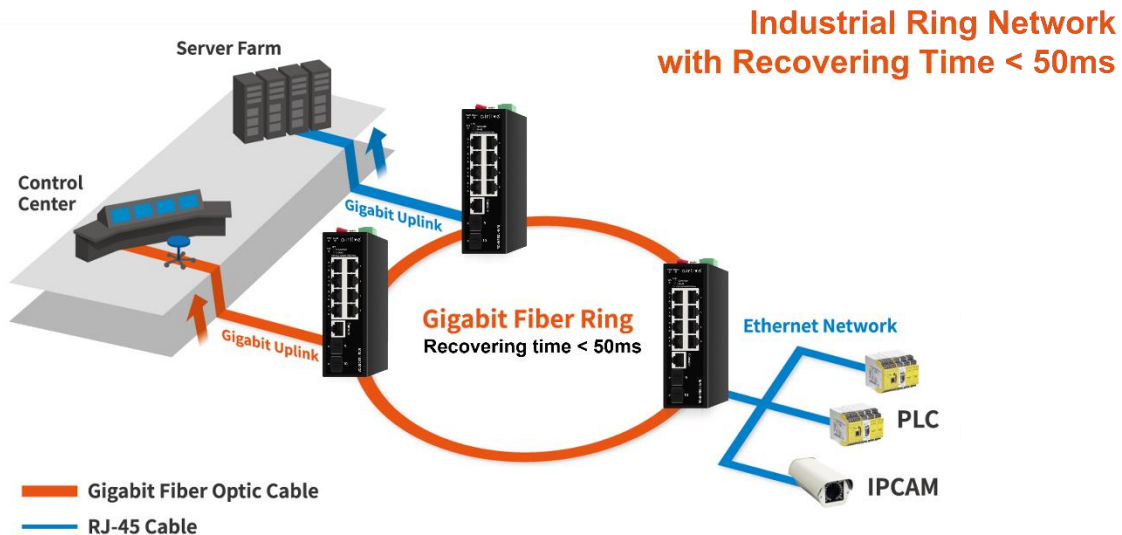 Industrial Ring Network
with Recovering Time < 50ms
Server Farm
Control
Center
Gigabit Uplink
Gigabit Uplink
Gigabit Fiber Ring
Recovering time < 50ms
Ethernet Network
PLC
IPCAM
Gigabit Fiber Optic Cable
RJ-45 Cable